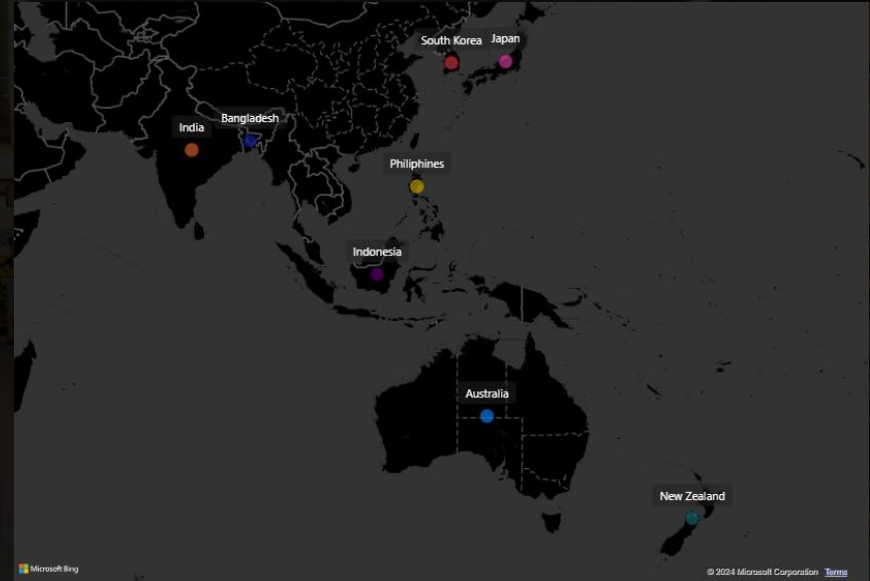 South Korea
Japan
Bangladesh
India
Philiphines
Indonesia
Australia
New Zealand
Microsoft Bing
© 2024 Microsoft Corporation Terms